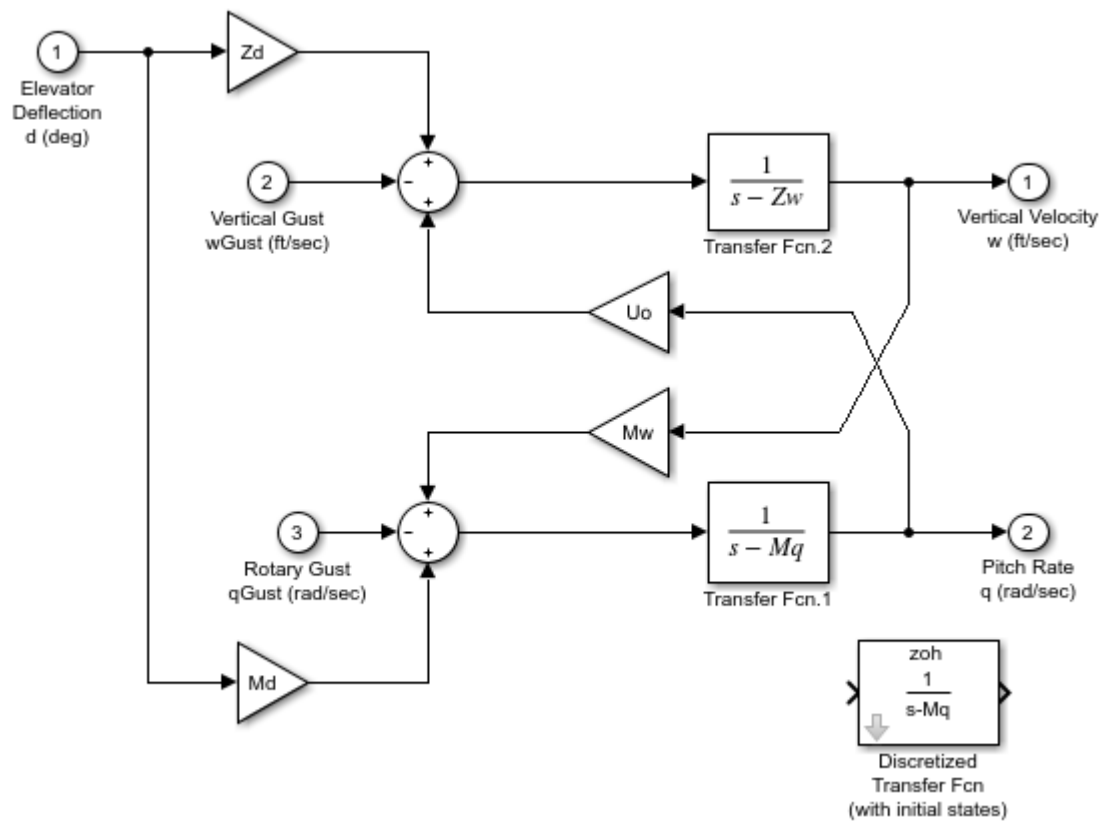 1
Elevator
Deflection
d (deg)
Zd
2
Vertical Gust
wGust (ft/sec)
+
−
+
1
s − Zw
Transfer Fcn.2
1
Vertical Velocity
w (ft/sec)
Uo
Mw
3
Rotary Gust
qGust (rad/sec)
+
−
+
1
s − Mq
Transfer Fcn.1
2
Pitch Rate
q (rad/sec)
Md
zoh
1
s-Mq
Discretized
Transfer Fcn
(with initial states)